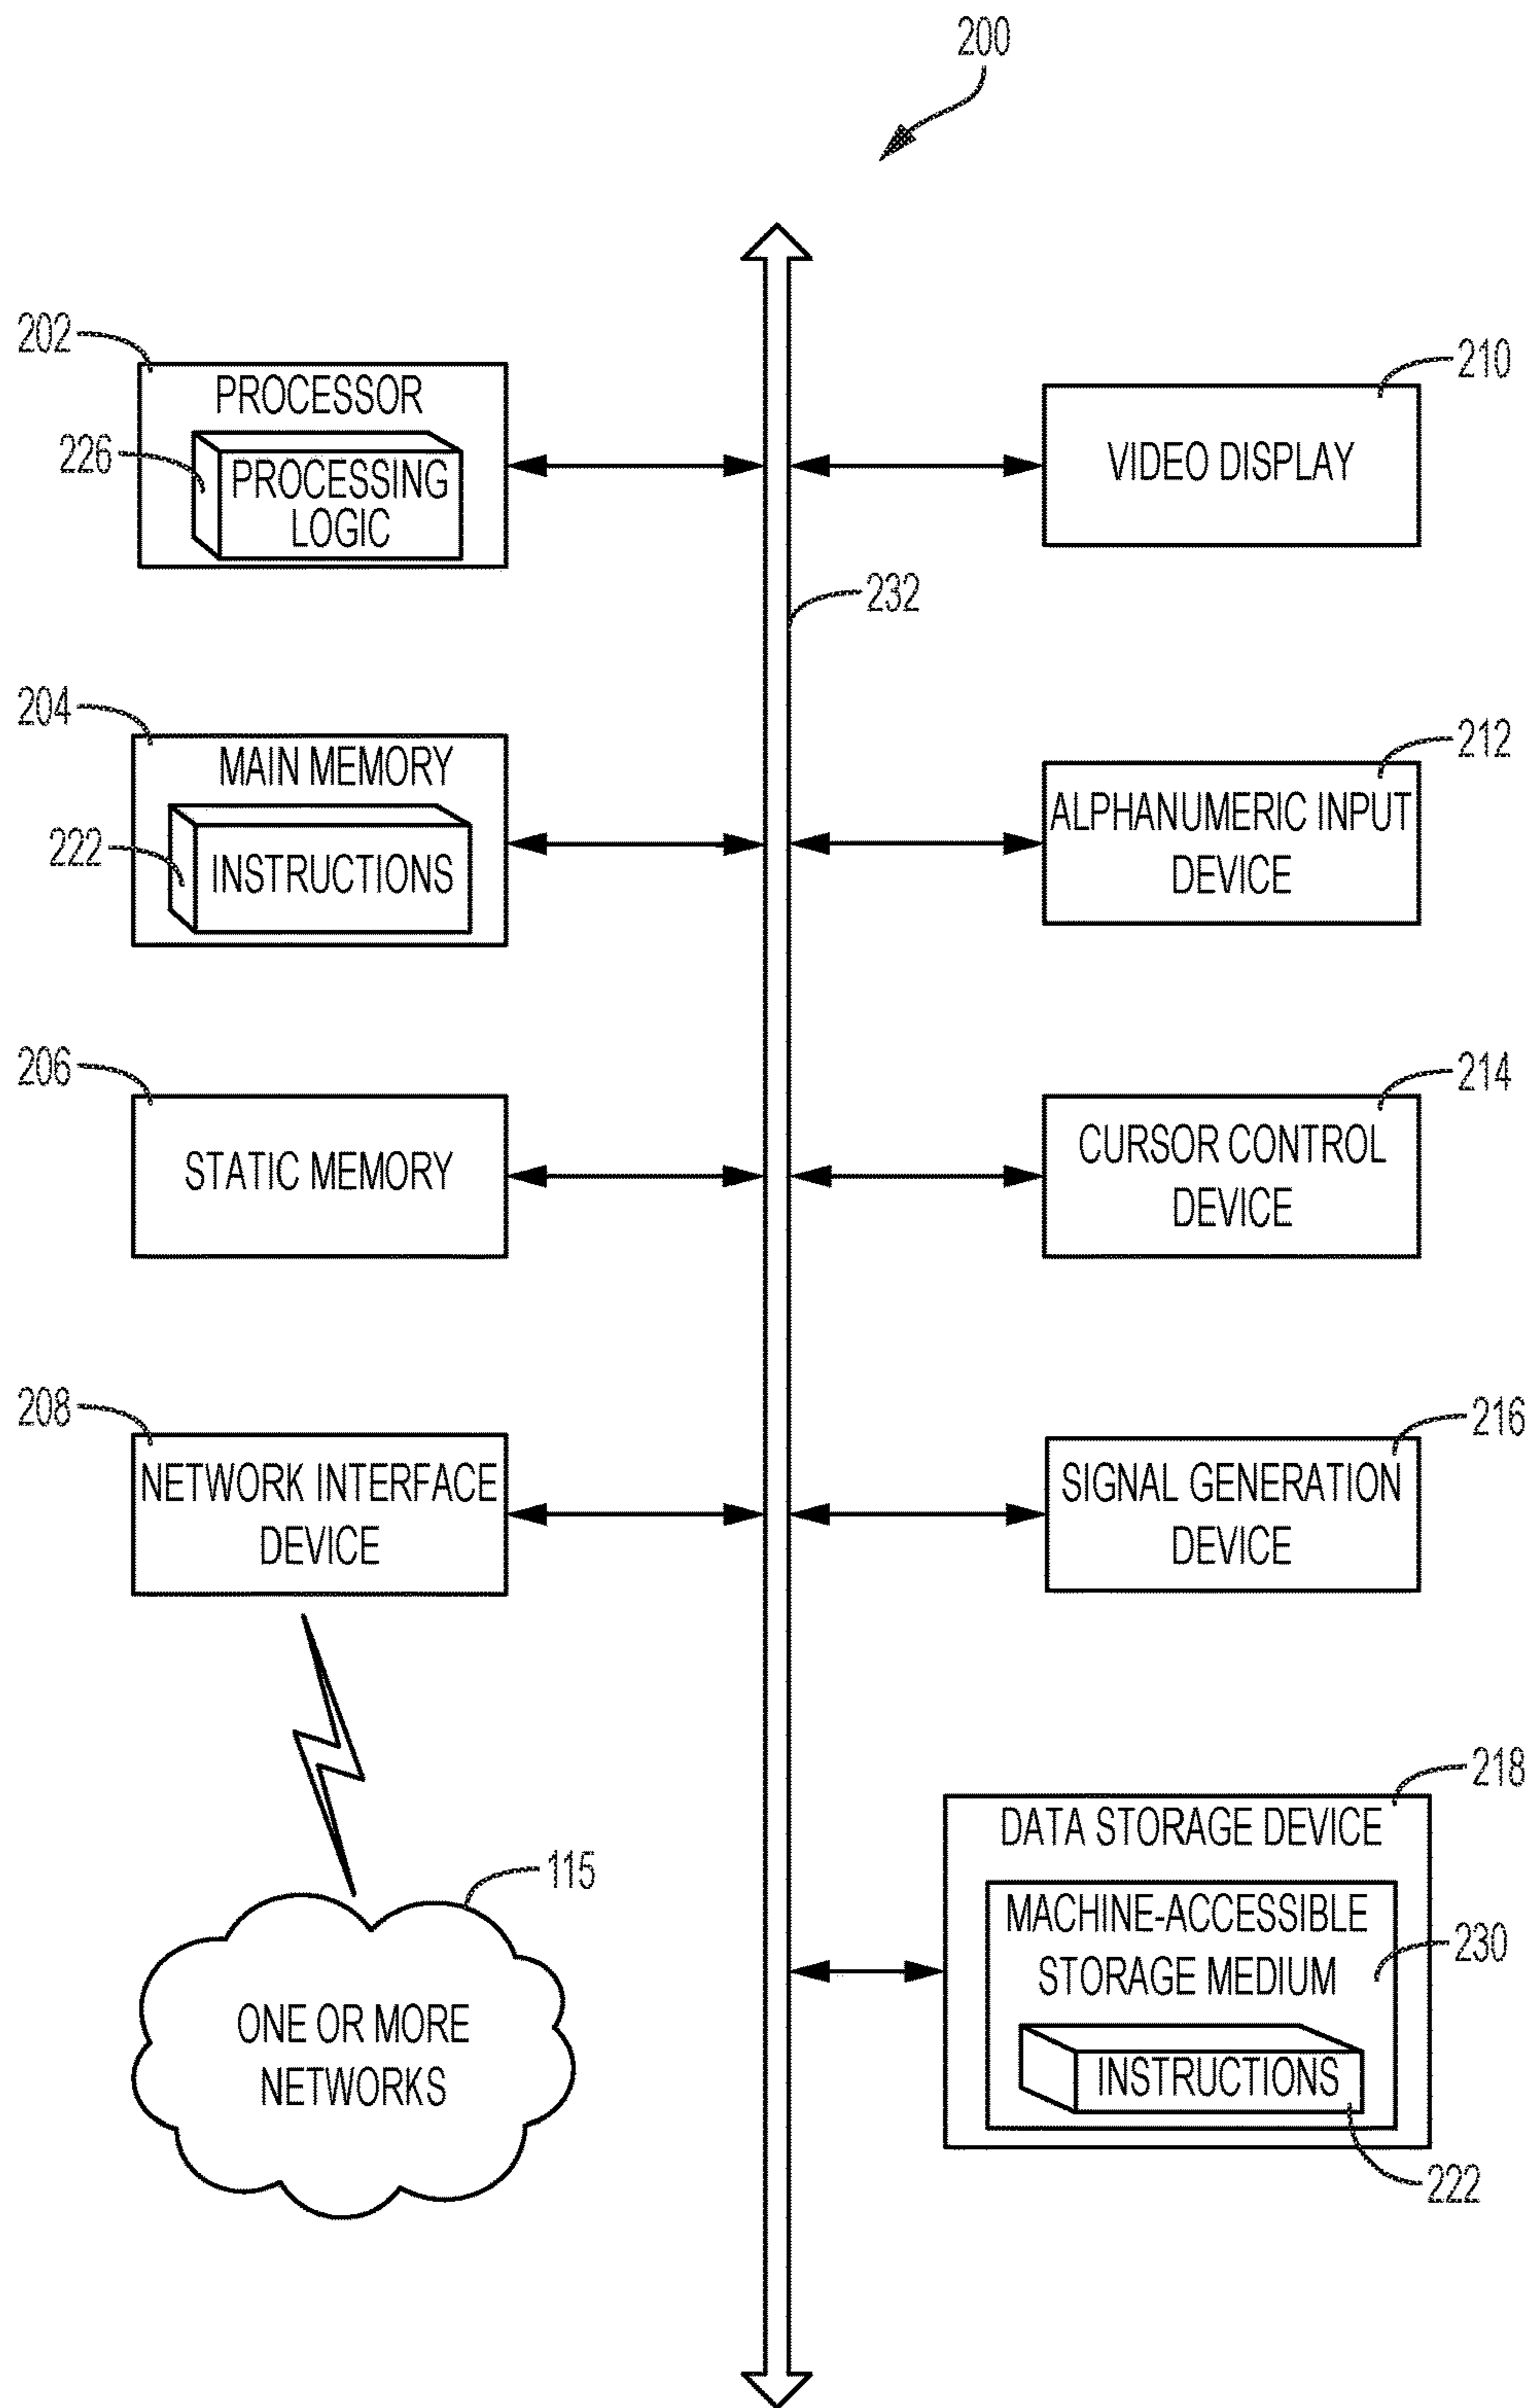 200
202
PROCESSOR
226
PROCESSING
LOGIC
210
VIDEO DISPLAY
232
204
MAIN MEMORY
222
INSTRUCTIONS
212
ALPHANUMERIC INPUT
DEVICE
206
STATIC MEMORY
214
CURSOR CONTROL
DEVICE
208
NETWORK INTERFACE
DEVICE
216
SIGNAL GENERATION
DEVICE
115
ONE OR MORE
NETWORKS
218
DATA STORAGE DEVICE
MACHINE-ACCESSIBLE
STORAGE MEDIUM
230
INSTRUCTIONS
222